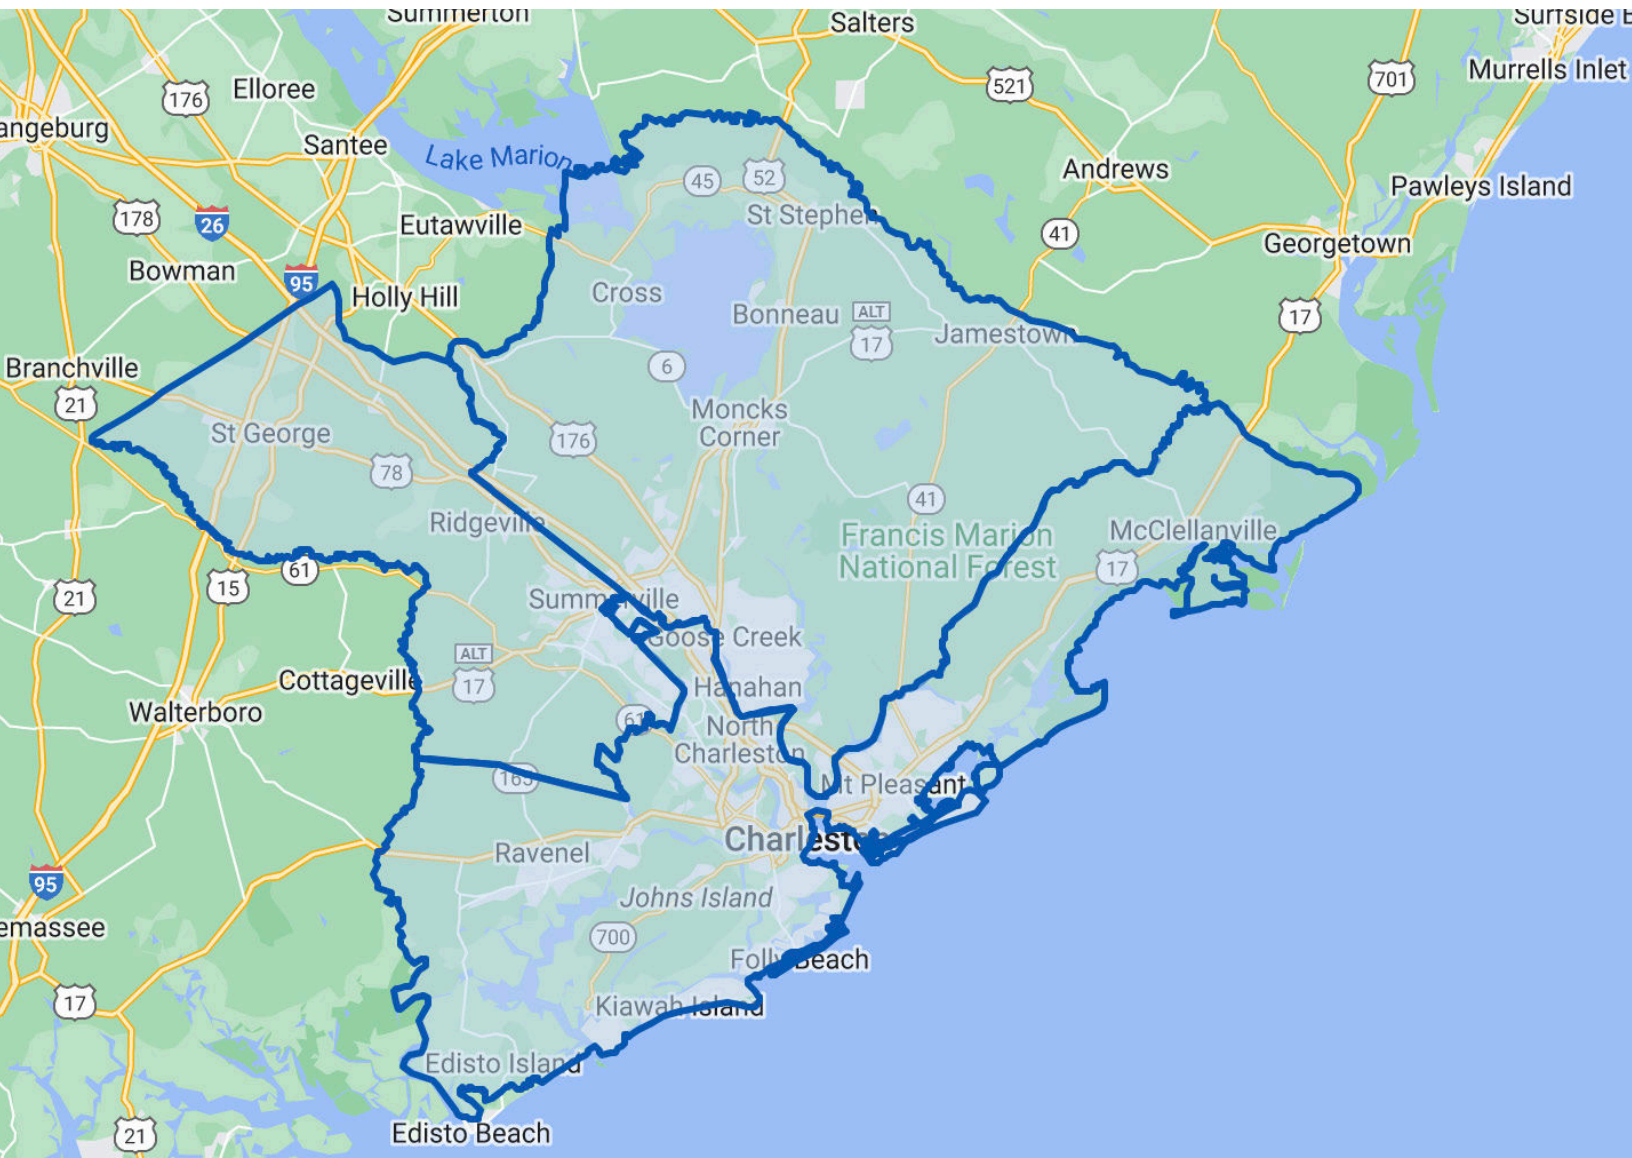 Summerton
Salters
Surfside B
Murrells Inlet
701
521
176
Elloree
angeburg
Santee
Lake Marion
Andrews
Pawleys Island
45
52
St Stephen
178
26
Eutawville
41
Georgetown
Bowman
95
Holly Hill
Cross
Bonneau
ALT
17
Jamestown
17
Branchville
21
6
St George
Moncks
Corner
176
78
41
Ridgeville
Francis Marion
National Forest
McClellanville
17
61
15
21
Summerville
Goose Creek
ALT
17
Cottageville
Hanahan
Walterboro
61
North
Charleston
165
Mt Pleasant
Charleston
Ravenel
95
Johns Island
emassee
700
Folly Beach
17
Kiawah Island
Edisto Island
21
Edisto Beach